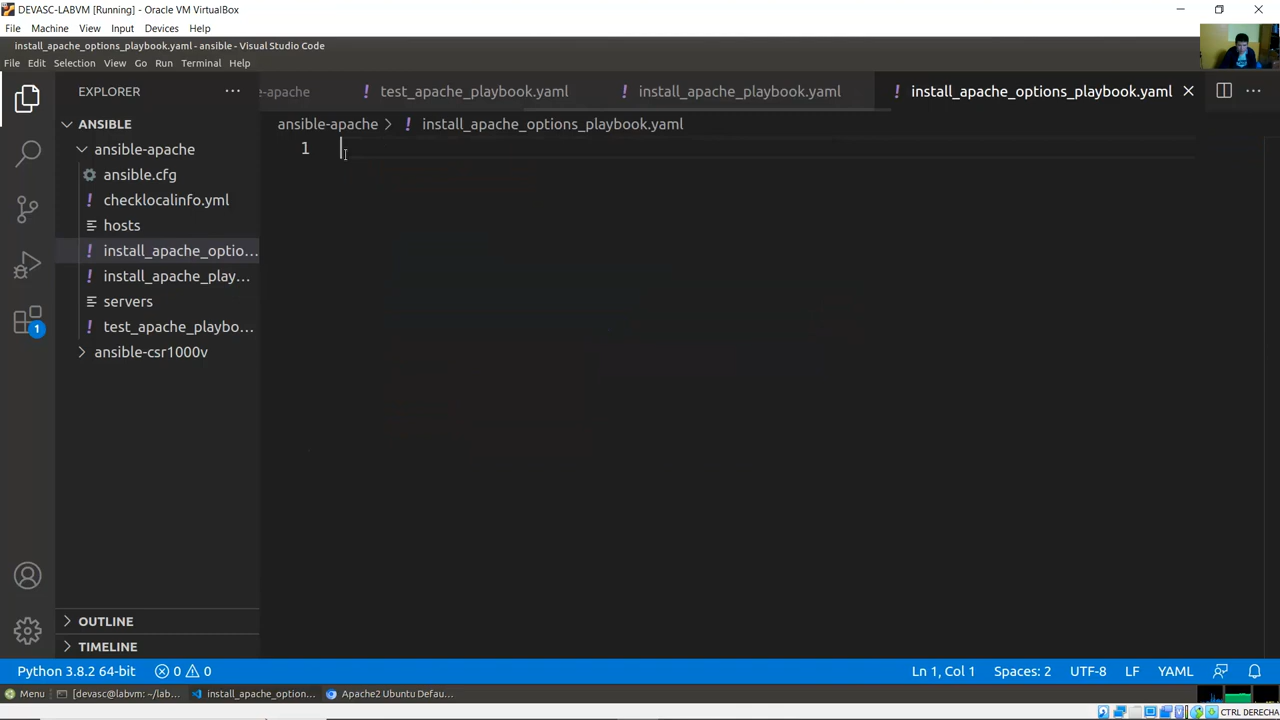 DEVASC-LABVM [Running] - Oracle VM VirtualBox
File Machine View Input Devices Help
install_apache_options_playbook.yaml - ansible - Visual Studio Code
File Edit Selection View Go Run Terminal Help
EXPLORER
e-apache
test_apache_playbook.yaml
install_apache_playbook.yaml
install_apache_options_playbook.yaml
ansible-apache > install_apache_options_playbook.yaml
1
ANSIBLE
ansible-apache
ansible.cfg
checklocalinfo.yml
hosts
install_apache_optio...
install_apache_play...
servers
test_apache_playbo...
ansible-csr1000v
1
OUTLINE
TIMELINE
Python 3.8.2 64-bit 0 0 Ln 1, Col 1 Spaces: 2 UTF-8 LF YAML
Menu [devasc@labvm: ~/lab... install_apache_option... Apache2 Ubuntu Defau...
CTRL DERECHA